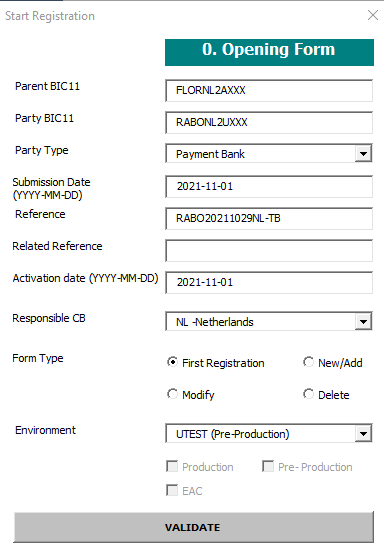 Start Registration
0. Opening Form
Parent BIC11 FLORNL2AXXX
Party BIC11 RABONL2UXXX
Party Type Payment Bank
Submission Date
(YYYY-MM-DD) 2021-11-01
Reference RABO20211029NL-TB
Related Reference
Activation date (YYYY-MM-DD) 2021-11-01
Responsible CB NL -Netherlands
Form Type First Registration New/Add
Modify Delete
Environment UTEST (Pre-Production)
Production Pre- Production
EAC
VALIDATE